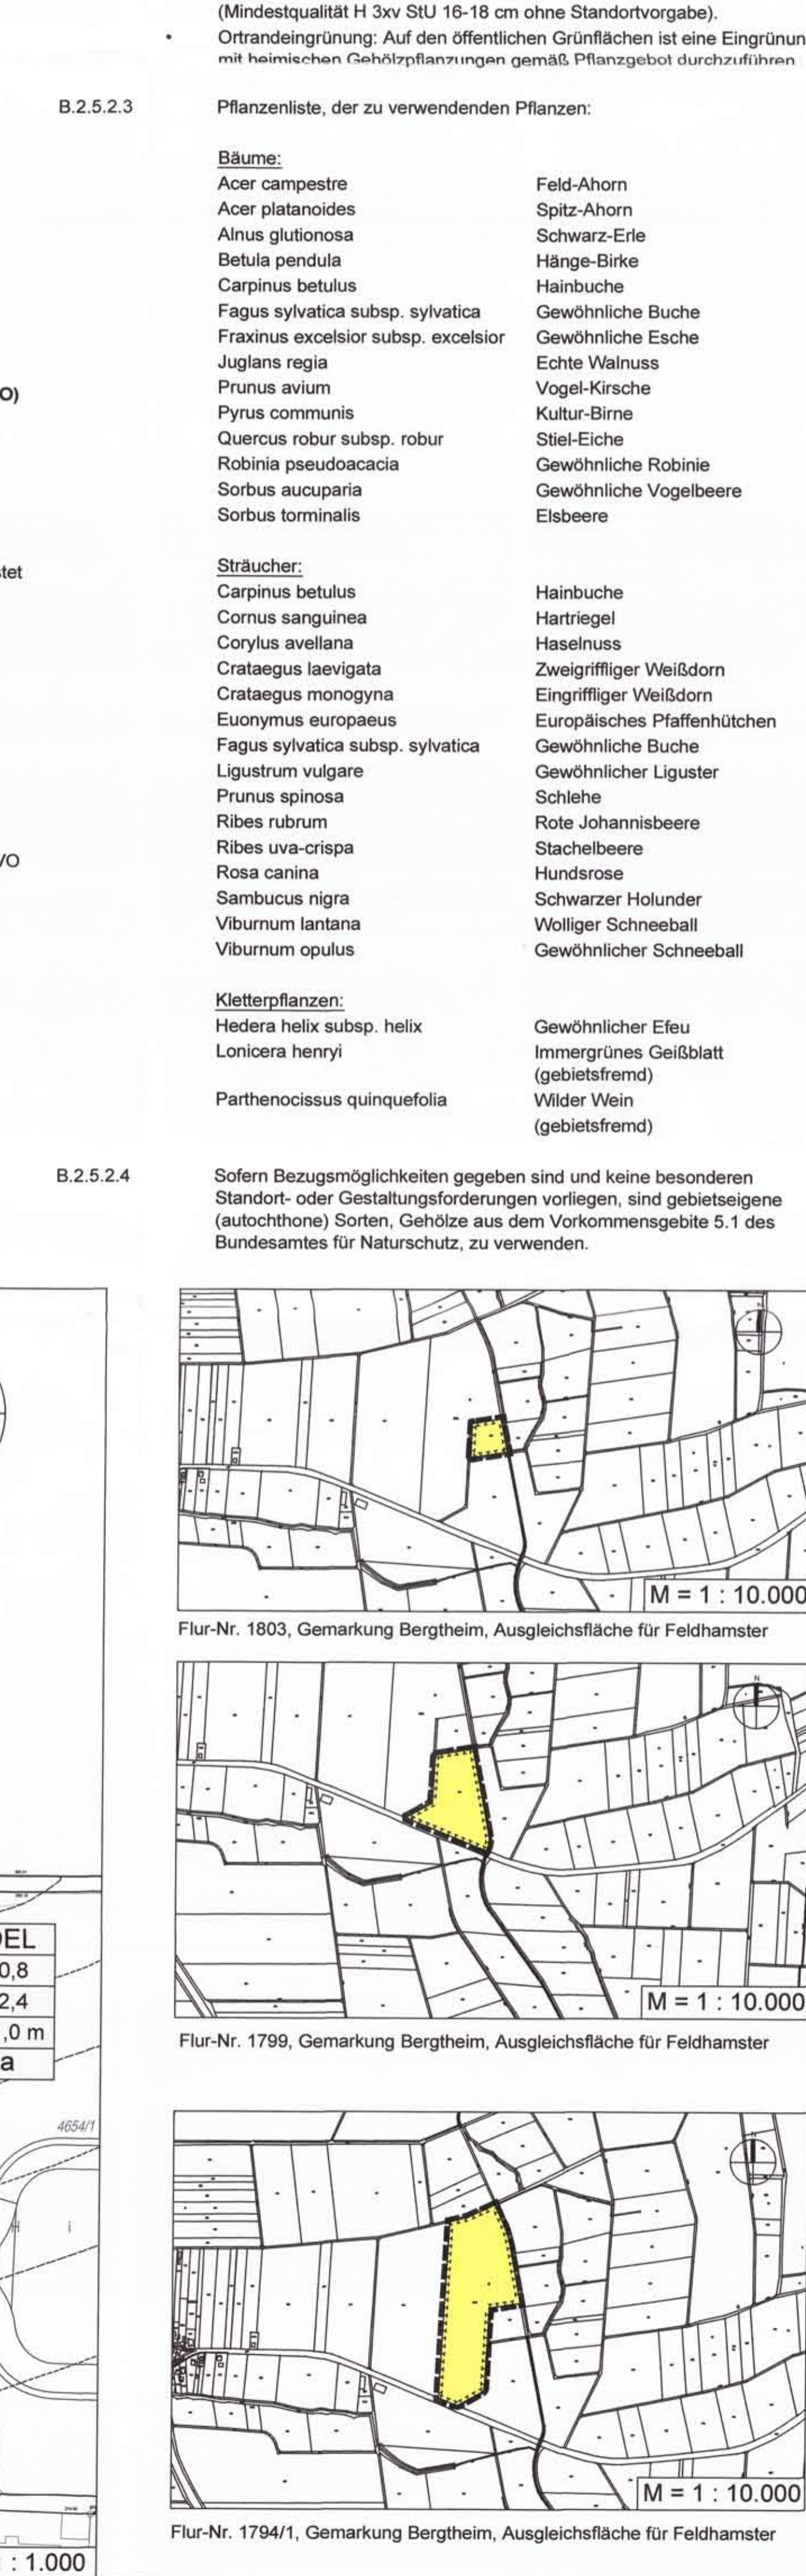 (Mindestqualität H 3xv StU 16-18 cm ohne Standortvorgabe).
• Ortrandeingrünung: Auf den öffentlichen Grünflächen ist eine Eingrünun
mit heimischen Gehölzpflanzungen gemäß Pflanzgebot durchzuführen
B.2.5.2.3 Pflanzenliste, der zu verwendenden Pflanzen:
Bäume:
Acer campestre Feld-Ahorn
Acer platanoides Spitz-Ahorn
Alnus glutionosa Schwarz-Erle
Betula pendula Hänge-Birke
Carpinus betulus Hainbuche
Fagus sylvatica subsp. sylvatica Gewöhnliche Buche
Fraxinus excelsior subsp. excelsior Gewöhnliche Esche
Juglans regia Echte Walnuss
Prunus avium Vogel-Kirsche
Pyrus communis Kultur-Birne
Quercus robur subsp. robur Stiel-Eiche
Robinia pseudoacacia Gewöhnliche Robinie
Sorbus aucuparia Gewöhnliche Vogelbeere
Sorbus torminalis Elsbeere
Sträucher:
Carpinus betulus Hainbuche
Cornus sanguinea Hartriegel
Corylus avellana Haselnuss
Crataegus laevigata Zweigriffliger Weißdorn
Crataegus monogyna Eingriffliger Weißdorn
Euonymus europaeus Europäisches Pfaffenhütchen
Fagus sylvatica subsp. sylvatica Gewöhnliche Buche
Ligustrum vulgare Gewöhnlicher Liguster
Prunus spinosa Schlehe
Ribes rubrum Rote Johannisbeere
Ribes uva-crispa Stachelbeere
Rosa canina Hundsrose
Sambucus nigra Schwarzer Holunder
Viburnum lantana Wolliger Schneeball
Viburnum opulus Gewöhnlicher Schneeball
Kletterpflanzen:
Hedera helix subsp. helix Gewöhnlicher Efeu
Lonicera henryi Immergrünes Geißblatt
(gebietsfremd)
Parthenocissus quinquefolia Wilder Wein
(gebietsfremd)
B.2.5.2.4 Sofern Bezugsmöglichkeiten gegeben sind und keine besonderen
Standort- oder Gestaltungsforderungen vorliegen, sind gebietseigene
(autochthone) Sorten, Gehölze aus dem Vorkommensgebite 5.1 des
Bundesamtes für Naturschutz, zu verwenden.
M = 1 : 10.000
Flur-Nr. 1803, Gemarkung Bergtheim, Ausgleichsfläche für Feldhamster
N
M = 1 : 10.000
Flur-Nr. 1799, Gemarkung Bergtheim, Ausgleichsfläche für Feldhamster
N
M = 1 : 10.000
Flur-Nr. 1794/1, Gemarkung Bergtheim, Ausgleichsfläche für Feldhamster
O)
tet
VO
EL
0,8
2,4
,0 m
a
4654/1
H i
: 1.000